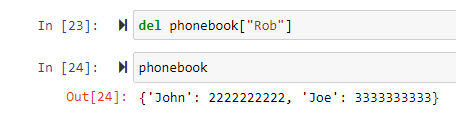 In [23]: del phonebook["Rob"]
In [24]: phonebook
Out[24]: {'John': 2222222222, 'Joe': 3333333333}